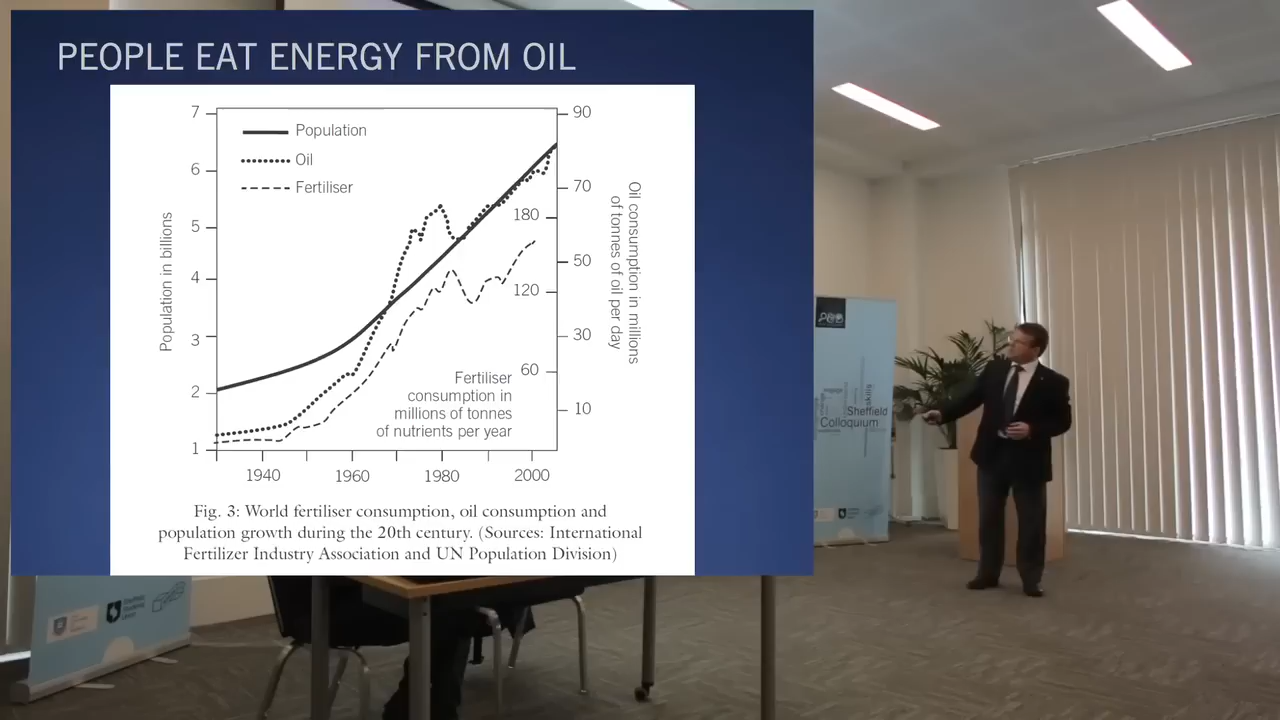 PEOPLE EAT ENERGY FROM OIL
7
6
5
4
3
2
1
Population in billions
Population
Oil
Fertiliser
90
70
50
30
10
Oil consumption in millions
of tonnes of oil per day
180
120
60
Fertiliser
consumption in
millions of tonnes
of nutrients per year
1940
1960
1980
2000
Fig. 3: World fertiliser consumption, oil consumption and
population growth during the 20th century. (Sources: International
Fertilizer Industry Association and UN Population Division)
engage
skills
Sheffield
Colloquium